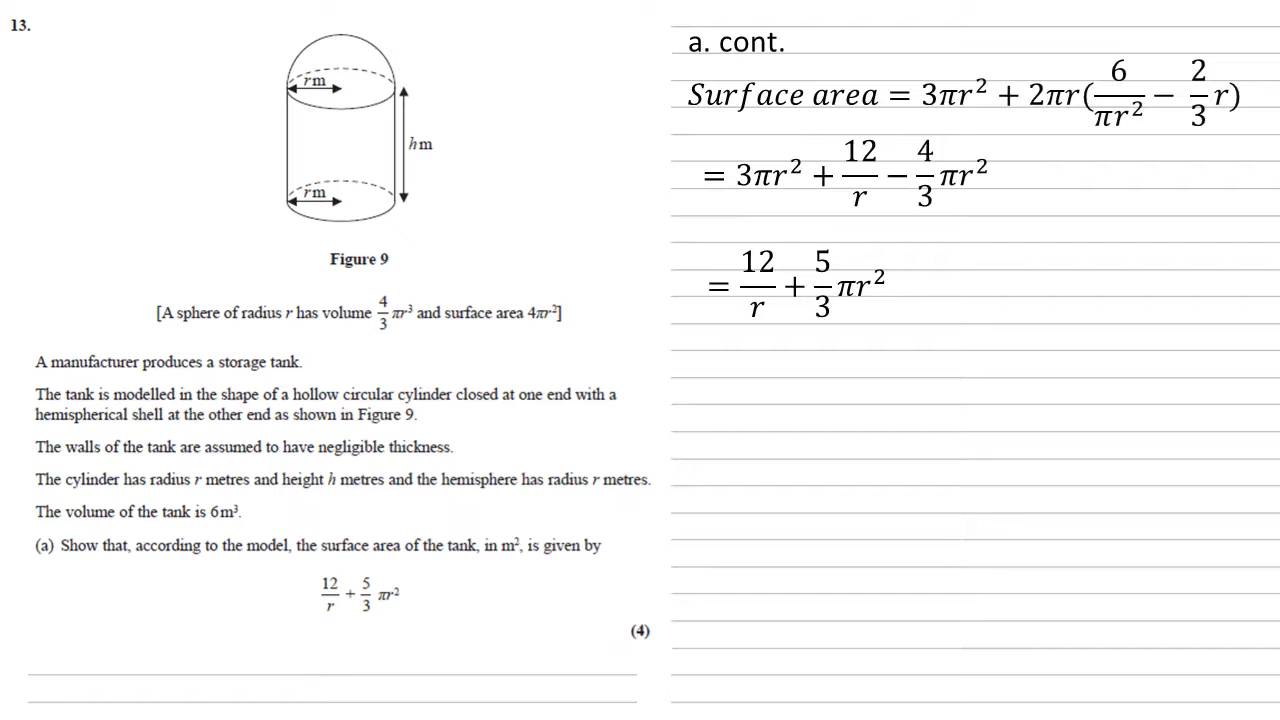 13.
r m
h m
r m
Figure 9
[A sphere of radius r has volume 4/3 πr³ and surface area 4πr²]
A manufacturer produces a storage tank.
The tank is modelled in the shape of a hollow circular cylinder closed at one end with a
hemispherical shell at the other end as shown in Figure 9.
The walls of the tank are assumed to have negligible thickness.
The cylinder has radius r metres and height h metres and the hemisphere has radius r metres.
The volume of the tank is 6 m³.
(a) Show that, according to the model, the surface area of the tank, in m², is given by
12/r + 5/3 πr²
(4)
a. cont.
Surface area = 3πr² + 2πr(6/πr² − 2/3 r)
= 3πr² + 12/r − 4/3 πr²
= 12/r + 5/3 πr²